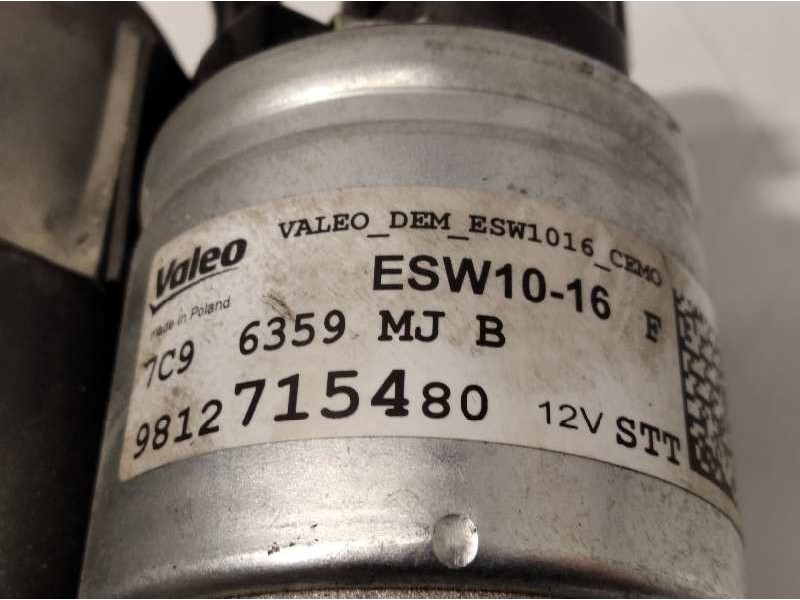 VALEO_DEM_ESW1016_CEMO
Valeo
ESW10-16 F
made in Poland
7C9 6359 MJ B
9812715480 12V STT